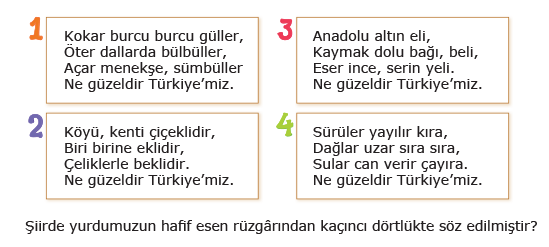 1
Kokar burcu burcu güller,
Öter dallarda bülbüller,
Açar menekşe, sümbüller
Ne güzeldir Türkiye'miz.
2
Köyü, kenti çiçeklidir,
Biri birine eklidir,
Çeliklerle beklidir.
Ne güzeldir Türkiye'miz.
3
Anadolu altın eli,
Kaymak dolu bağı, beli,
Eser ince, serin yeli.
Ne güzeldir Türkiye'miz.
4
Sürüler yayılır kıra,
Dağlar uzar sıra sıra,
Sular can verir çayıra.
Ne güzeldir Türkiye'miz.
Şiirde yurdumuzun hafif esen rüzgârından kaçıncı dörtlükte söz edilmiştir?